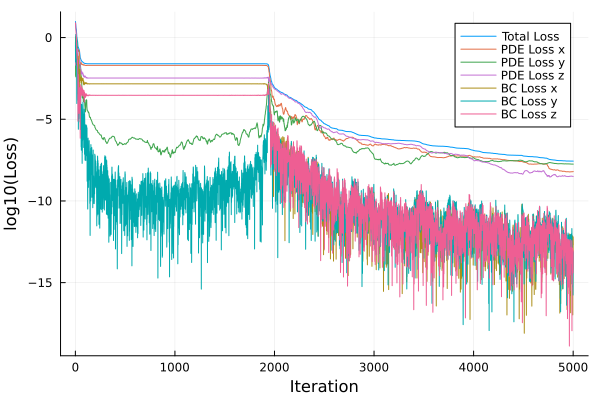 Total Loss
PDE Loss x
PDE Loss y
PDE Loss z
BC Loss x
BC Loss y
BC Loss z
0
−5
−10
−15
log10(Loss)
0 1000 2000 3000 4000 5000
Iteration